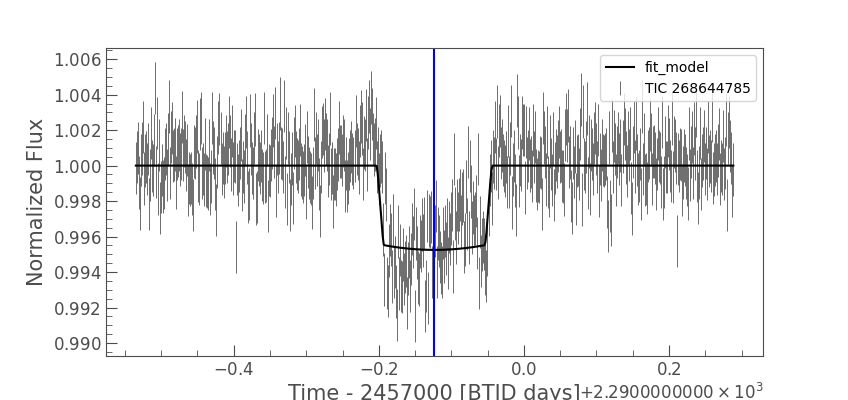 1.006
1.004
1.002
1.000
0.998
0.996
0.994
0.992
0.990
Normalized Flux
fit_model
TIC 268644785
−0.4
−0.2
0.0
0.2
Time - 2457000 [BTJD days]
+2.2900000000 × 10³